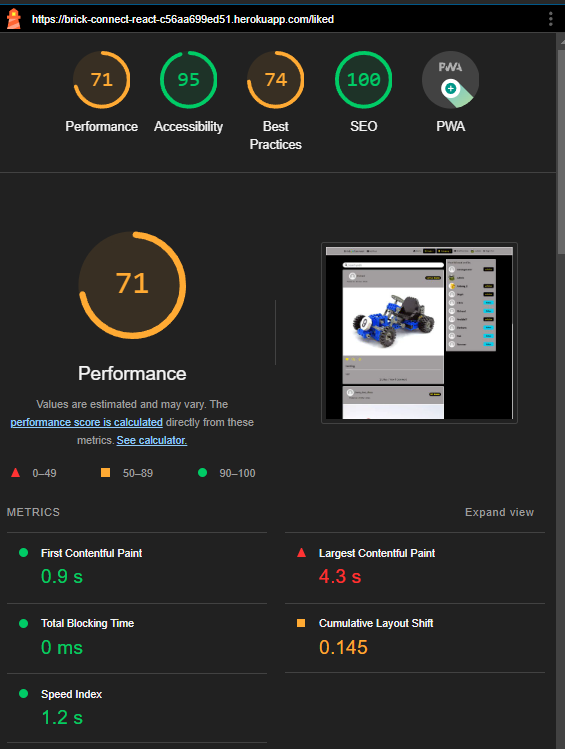 https://brick-connect-react-c56aa699ed51.herokuapp.com/liked
71
95
74
100
PWA
Performance
Accessibility
Best
Practices
SEO
PWA
71
Performance
Values are estimated and may vary. The
performance score is calculated directly from these
metrics. See calculator.
0–49
50–89
90–100
METRICS
Expand view
First Contentful Paint
0.9 s
Largest Contentful Paint
4.3 s
Total Blocking Time
0 ms
Cumulative Layout Shift
0.145
Speed Index
1.2 s